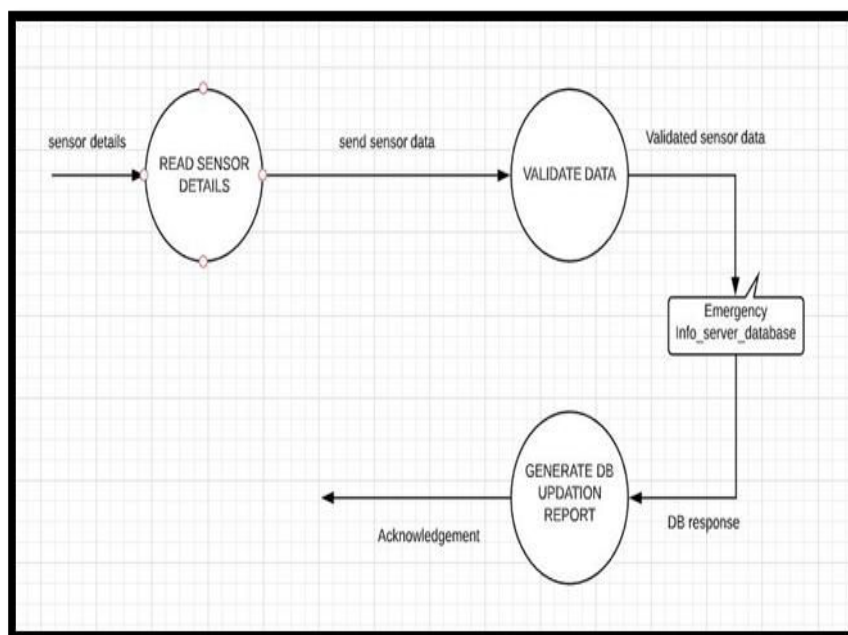 sensor details
READ SENSOR
DETAILS
send sensor data
VALIDATE DATA
Validated sensor data
Emergency
Info_server_database
GENERATE DB
UPDATION
REPORT
DB response
Acknowledgement